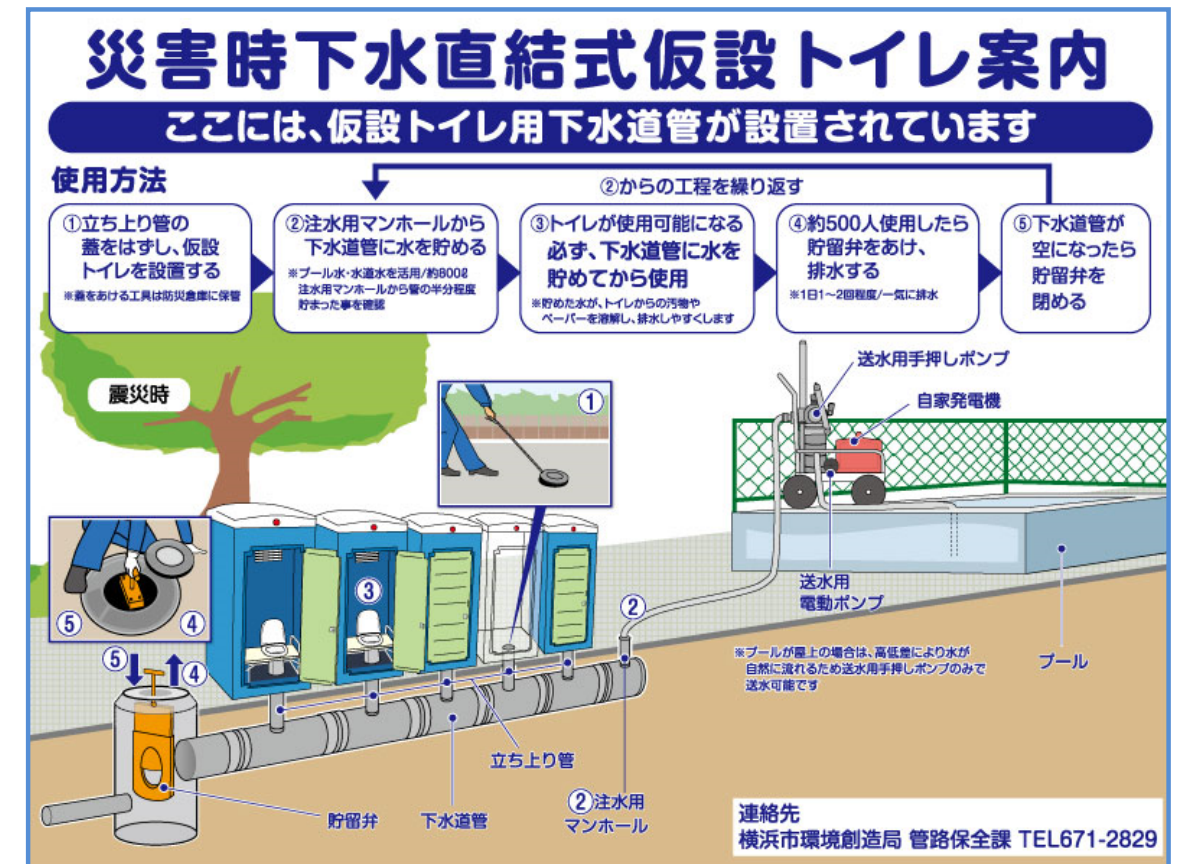 災害時下水直結式仮設トイレ案内
ここには、仮設トイレ用下水道管が設置されています
使用方法
②からの工程を繰り返す
①立ち上り管の
蓋をはずし、仮設
トイレを設置する
※蓋をあける工具は防災倉庫に保管
②注水用マンホールから
下水道管に水を貯める
※プール水・水道水を活用/約800ℓ
注水用マンホールから管の半分程度
貯まった事を確認
③トイレが使用可能になる
必ず、下水道管に水を
貯めてから使用
※貯めた水が、トイレからの汚物や
ペーパーを溶解し、排水しやすくします
④約500人使用したら
貯留弁をあけ、
排水する
※1日1〜2回程度/一気に排水
⑤下水道管が
空になったら
貯留弁を
閉める
震災時
①
送水用手押しポンプ
自家発電機
⑤
④
③
②
送水用
電動ポンプ
⑤
④
※プールが屋上の場合は、高低差により水が
自然に流れるため送水用手押しポンプのみで
送水可能です
プール
立ち上り管
貯留弁
下水道管
②注水用
マンホール
連絡先
横浜市環境創造局 管路保全課 TEL671-2829